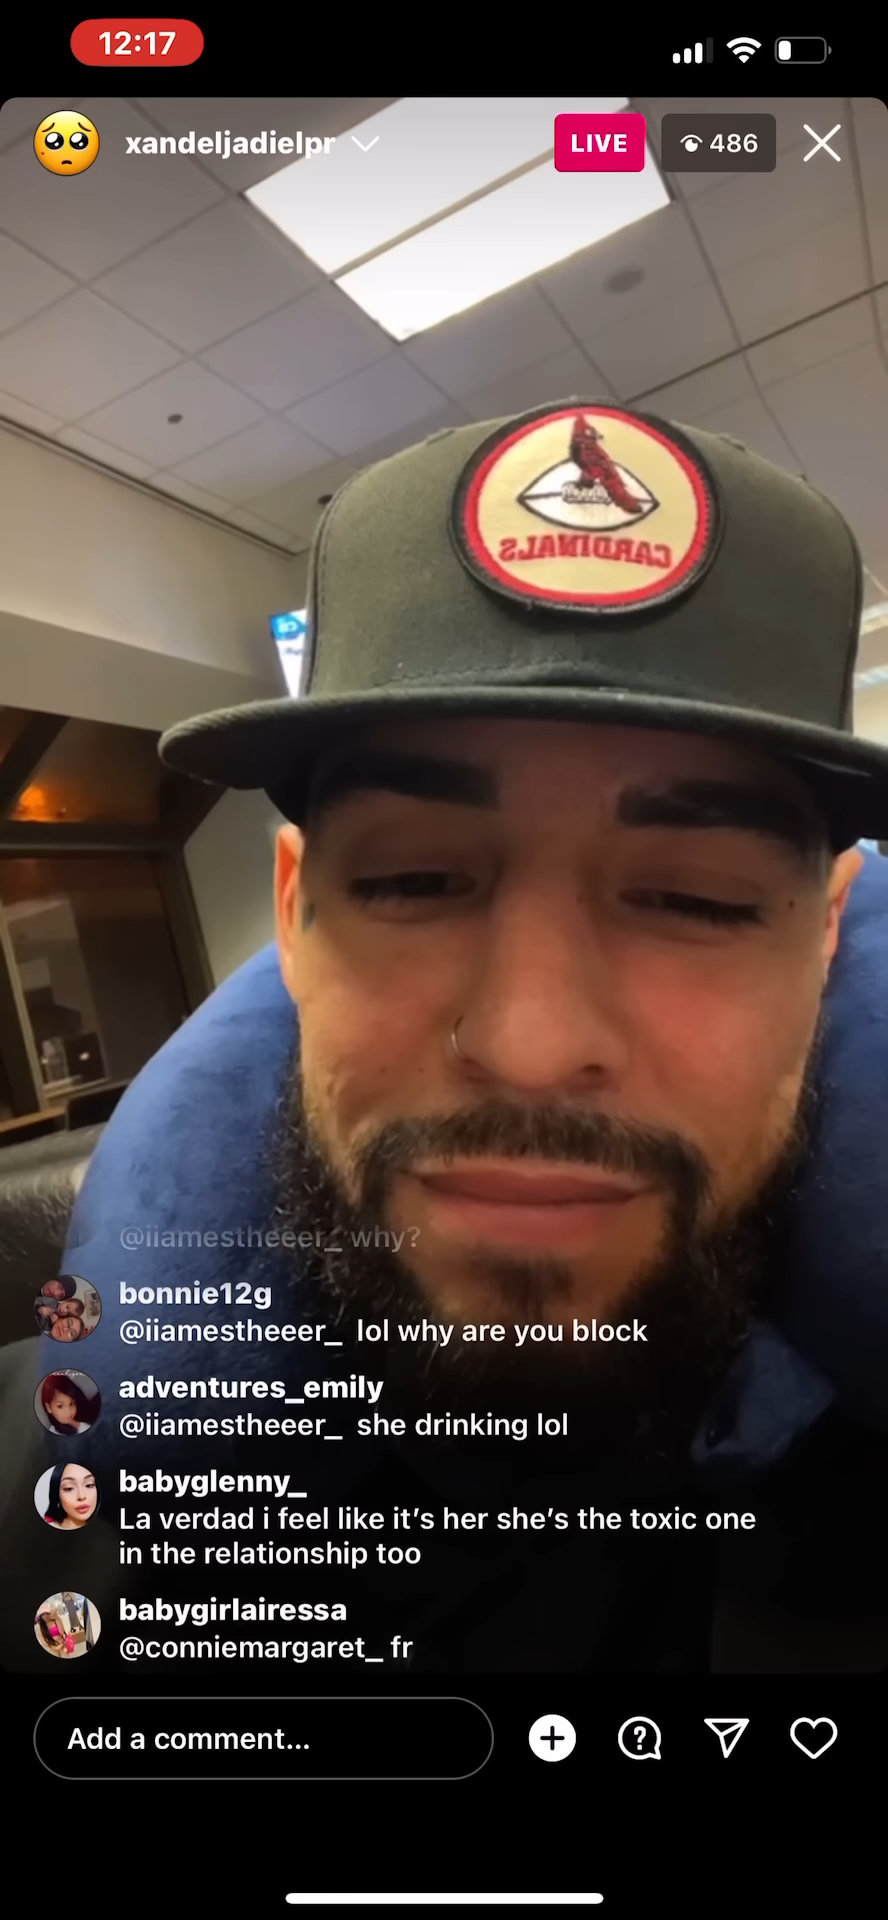 12:17
xandeljadielpr
LIVE
486
CARDINALS
@iiamestheeer_ why?
bonnie12g
@iiamestheeer_ lol why are you block
adventures_emily
@iiamestheeer_ she drinking lol
babyglenny_
La verdad i feel like it's her she's the toxic one
in the relationship too
babygirlairessa
@conniemargaret_ fr
Add a comment...